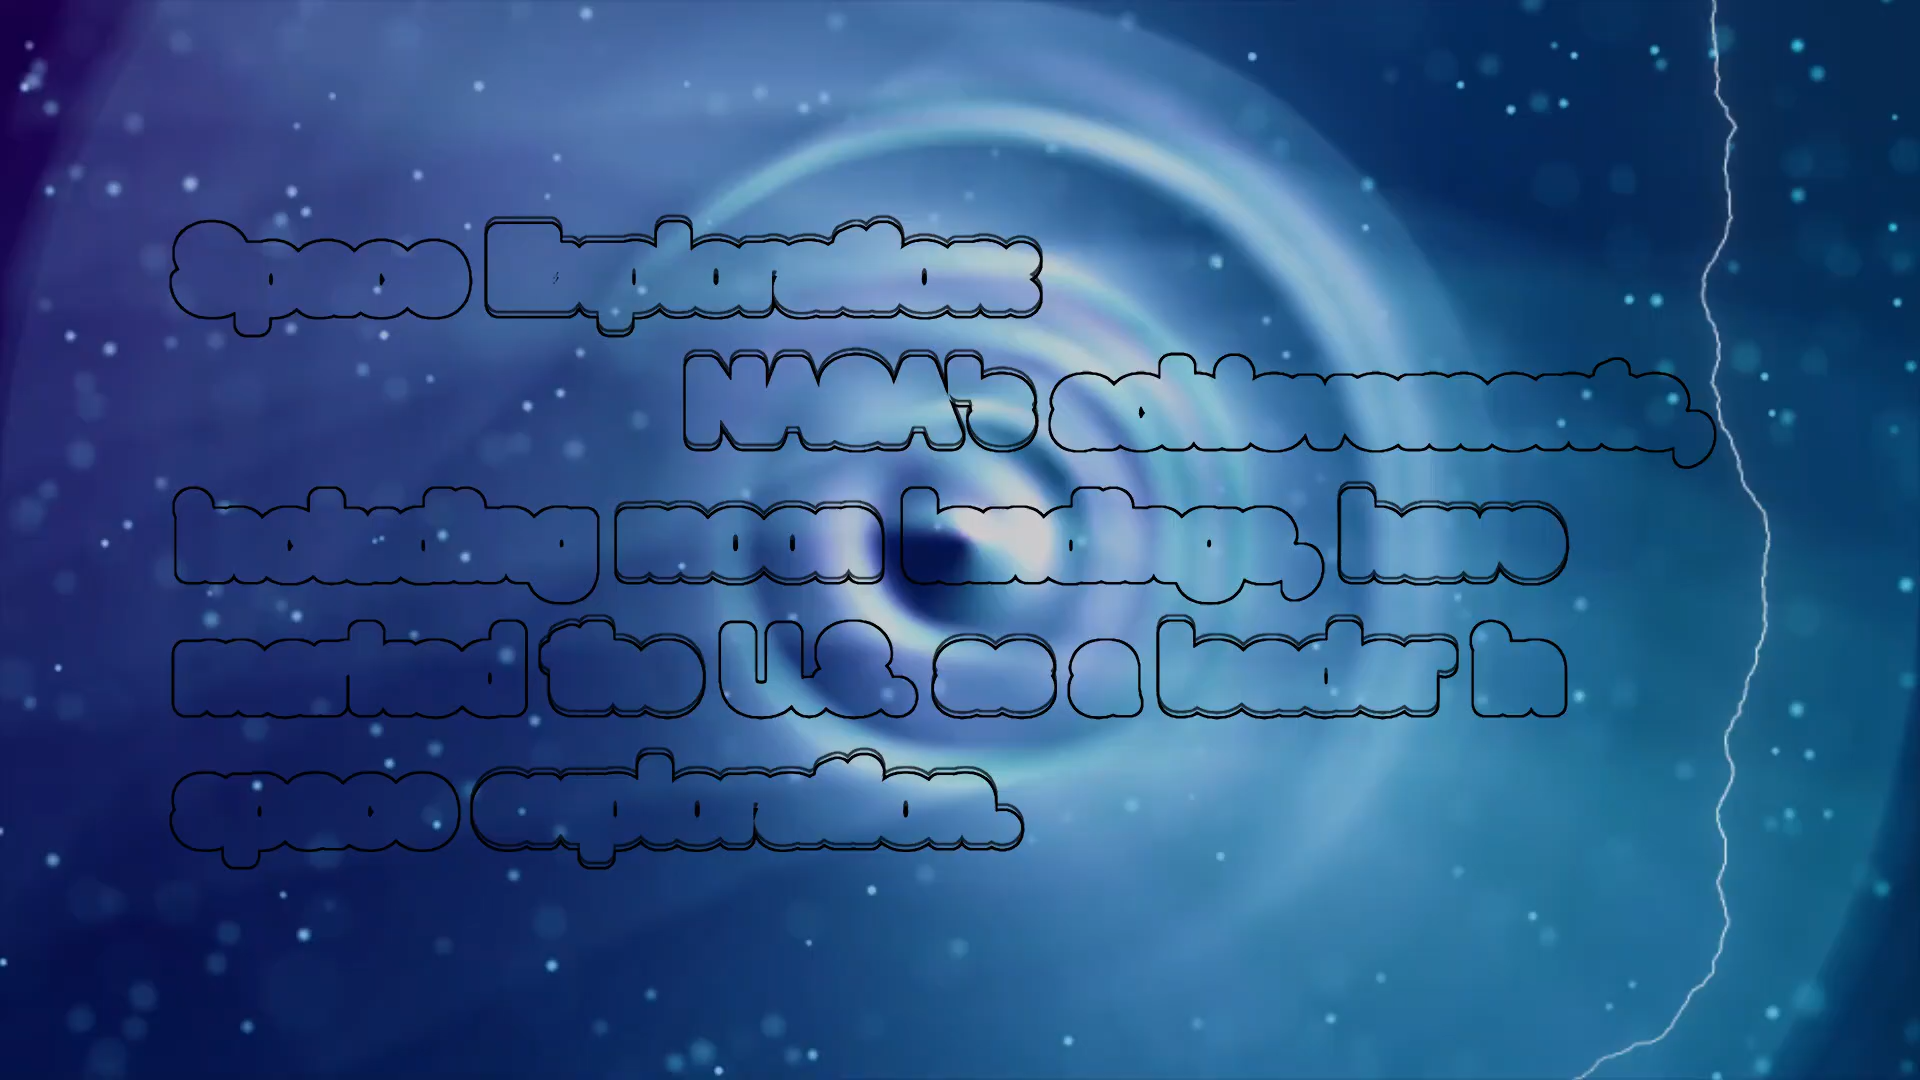 Space Exploration:
NASA's achievements,
including moon landings, have
marked the U.S. as a leader in
space exploration.